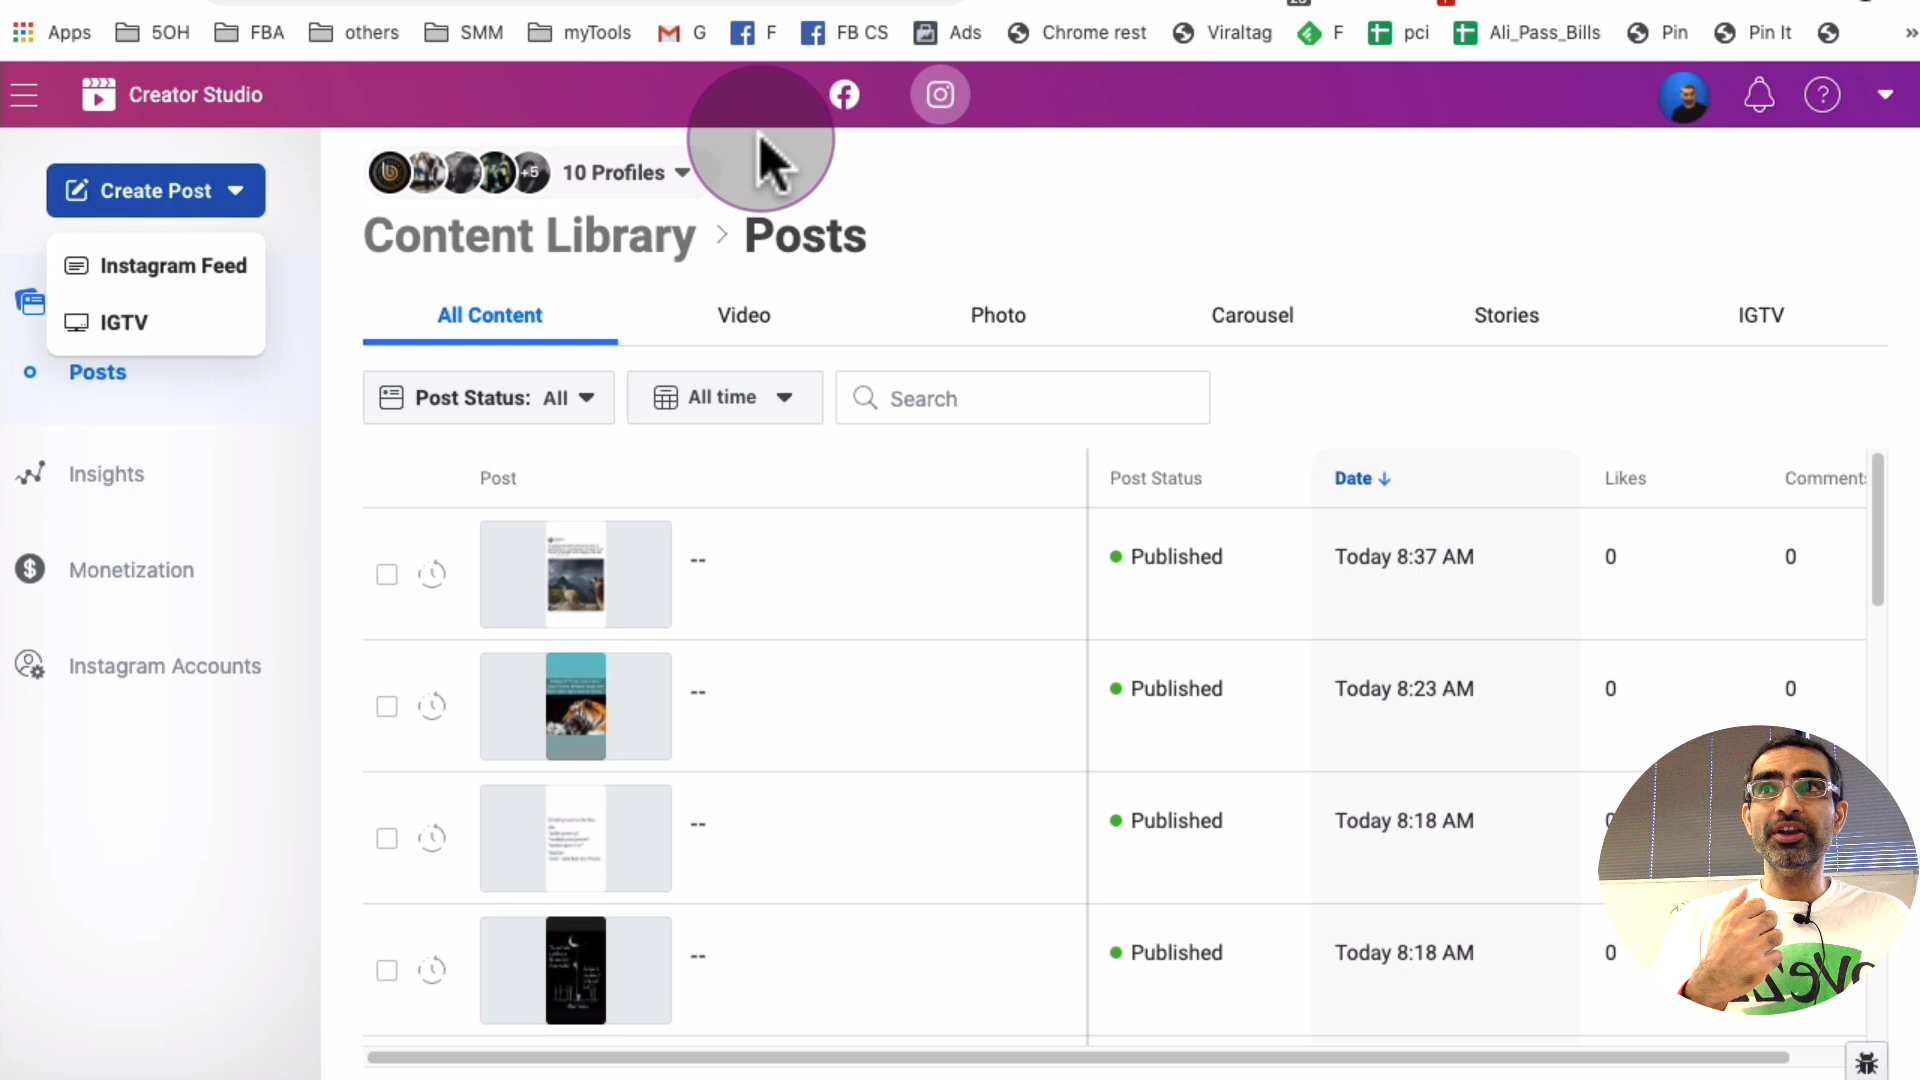 Apps 5OH FBA others SMM myTools G F FB CS Ads Chrome rest Viraltag F pci Ali_Pass_Bills Pin Pin It »
Creator Studio
Create Post
+5 10 Profiles
Content Library > Posts
Instagram Feed
IGTV
Posts
All Content Video Photo Carousel Stories IGTV
Post Status: All All time Search
Insights
Post Post Status Date ↓ Likes Comment
-- Published Today 8:37 AM 0 0
Monetization
Instagram Accounts
-- Published Today 8:23 AM 0 0
-- Published Today 8:18 AM
-- Published Today 8:18 AM 0